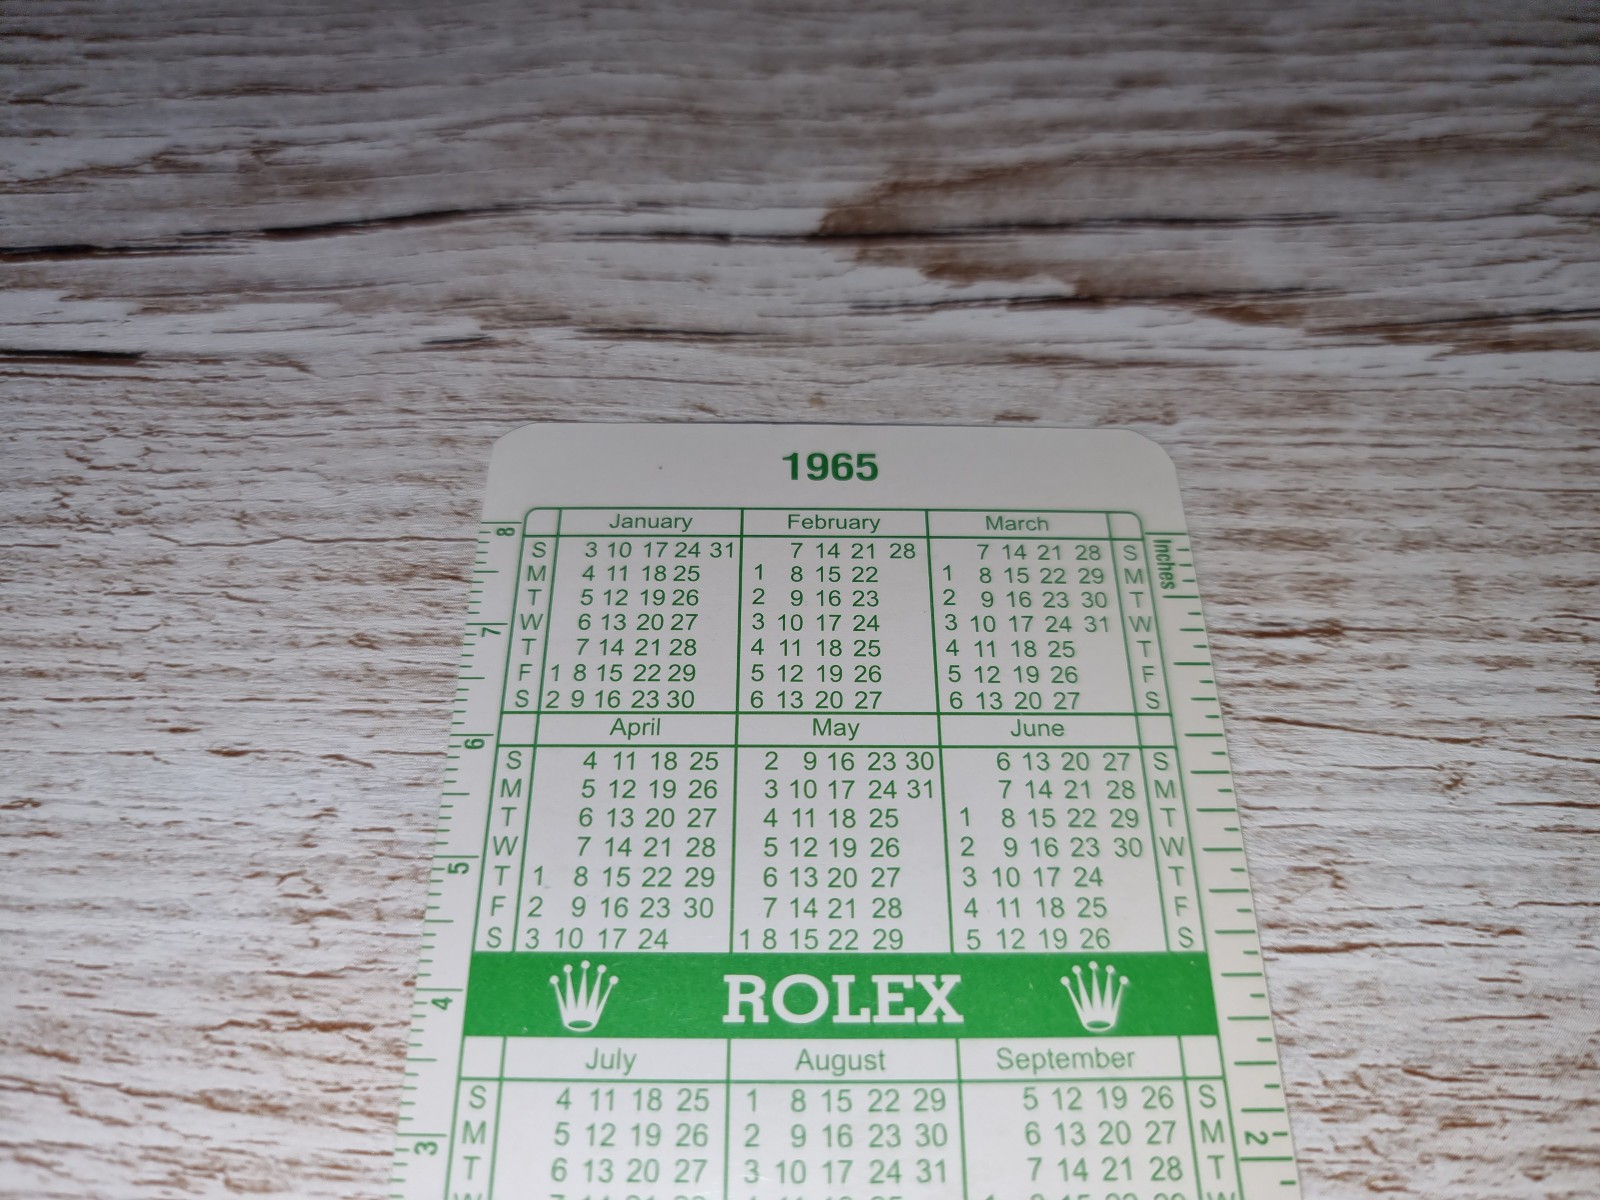 1965
January February March
S 3 10 17 24 31 7 14 21 28 7 14 21 28 S
M 4 11 18 25 1 8 15 22 1 8 15 22 29 M
T 5 12 19 26 2 9 16 23 2 9 16 23 30 T
W 6 13 20 27 3 10 17 24 3 10 17 24 31 W
T 7 14 21 28 4 11 18 25 4 11 18 25 T
F 1 8 15 22 29 5 12 19 26 5 12 19 26 F
S 2 9 16 23 30 6 13 20 27 6 13 20 27 S
April May June
S 4 11 18 25 2 9 16 23 30 6 13 20 27 S
M 5 12 19 26 3 10 17 24 31 7 14 21 28 M
T 6 13 20 27 4 11 18 25 1 8 15 22 29 T
W 7 14 21 28 5 12 19 26 2 9 16 23 30 W
T 1 8 15 22 29 6 13 20 27 3 10 17 24 T
F 2 9 16 23 30 7 14 21 28 4 11 18 25 F
S 3 10 17 24 1 8 15 22 29 5 12 19 26 S
ROLEX
July August September
S 4 11 18 25 1 8 15 22 29 5 12 19 26 S
M 5 12 19 26 2 9 16 23 30 6 13 20 27 M
T 6 13 20 27 3 10 17 24 31 7 14 21 28 T
8
7
6
5
4
3
Inches
2